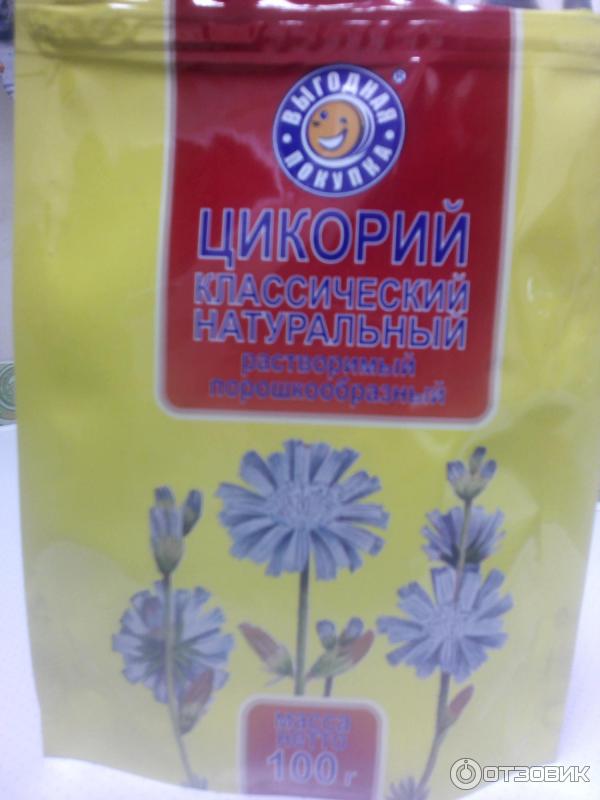 ВЫГОДНАЯ
ПОКУПКА
®
ЦИКОРИЙ
КЛАССИЧЕСКИЙ
НАТУРАЛЬНЫЙ
растворимый
порошкообразный
масса
нетто
100 г
ОТЗОВИК